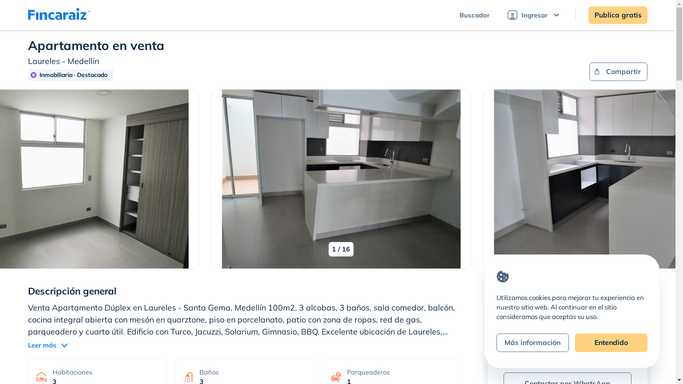 Fincaraiz
Buscador
Ingresar
Publica gratis
Apartamento en venta
Laureles - Medellín
Inmobiliaria · Destacado
Compartir
1 / 16
Descripción general
Venta Apartamento Dúplex en Laureles - Santa Gema, Medellín 100m2, 3 alcobas, 3 baños, sala comedor, balcón,
cocina integral abierta con mesón en quarztone, piso en porcelanato, patio con zona de ropas, red de gas,
parqueadero y cuarto útil. Edificio con Turco, Jacuzzi, Solarium, Gimnasio, BBQ. Excelente ubicación de Laureles,...
Leer más
Habitaciones
3
Baños
3
Parqueaderos
1
Utilizamos cookies para mejorar tu experiencia en
nuestro sitio web. Al continuar en el sitio
consideramos que aceptas su uso.
Más información
Entendido
Contactar por WhatsApp